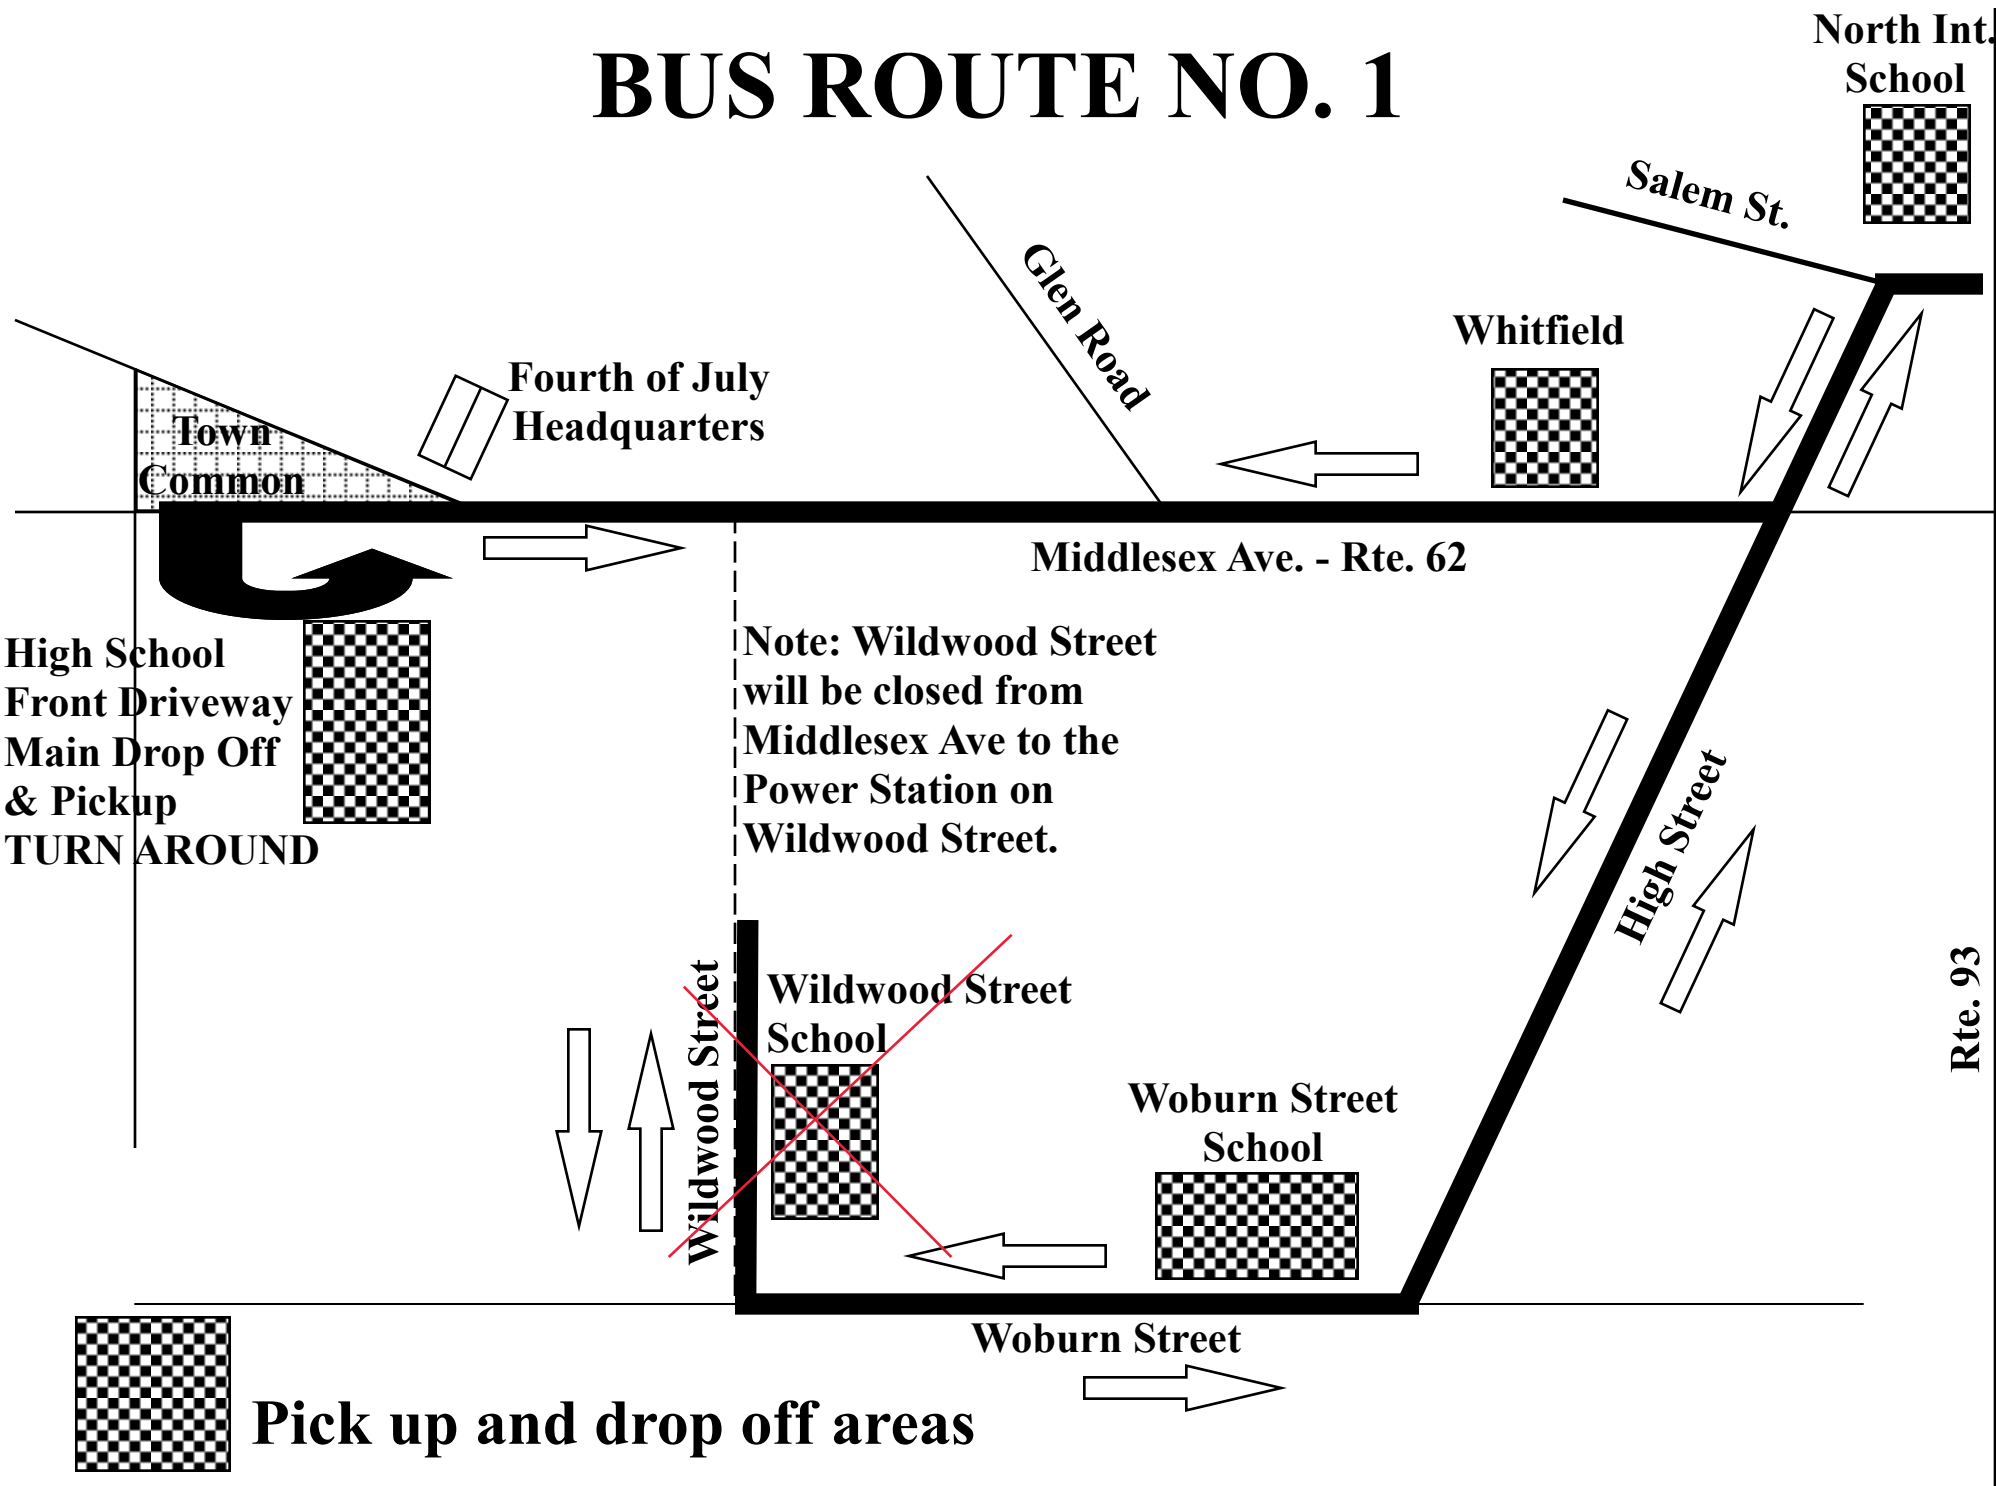 BUS ROUTE NO. 1
North Int.
School
Salem St.
Glen Road
Whitfield
Fourth of July
Headquarters
Town
Common
Middlesex Ave. - Rte. 62
High School
Front Driveway
Main Drop Off
& Pickup
TURN AROUND
Note: Wildwood Street
will be closed from
Middlesex Ave to the
Power Station on
Wildwood Street.
High Street
Rte. 93
Wildwood Street
Wildwood Street
School
Woburn Street
School
Woburn Street
Pick up and drop off areas